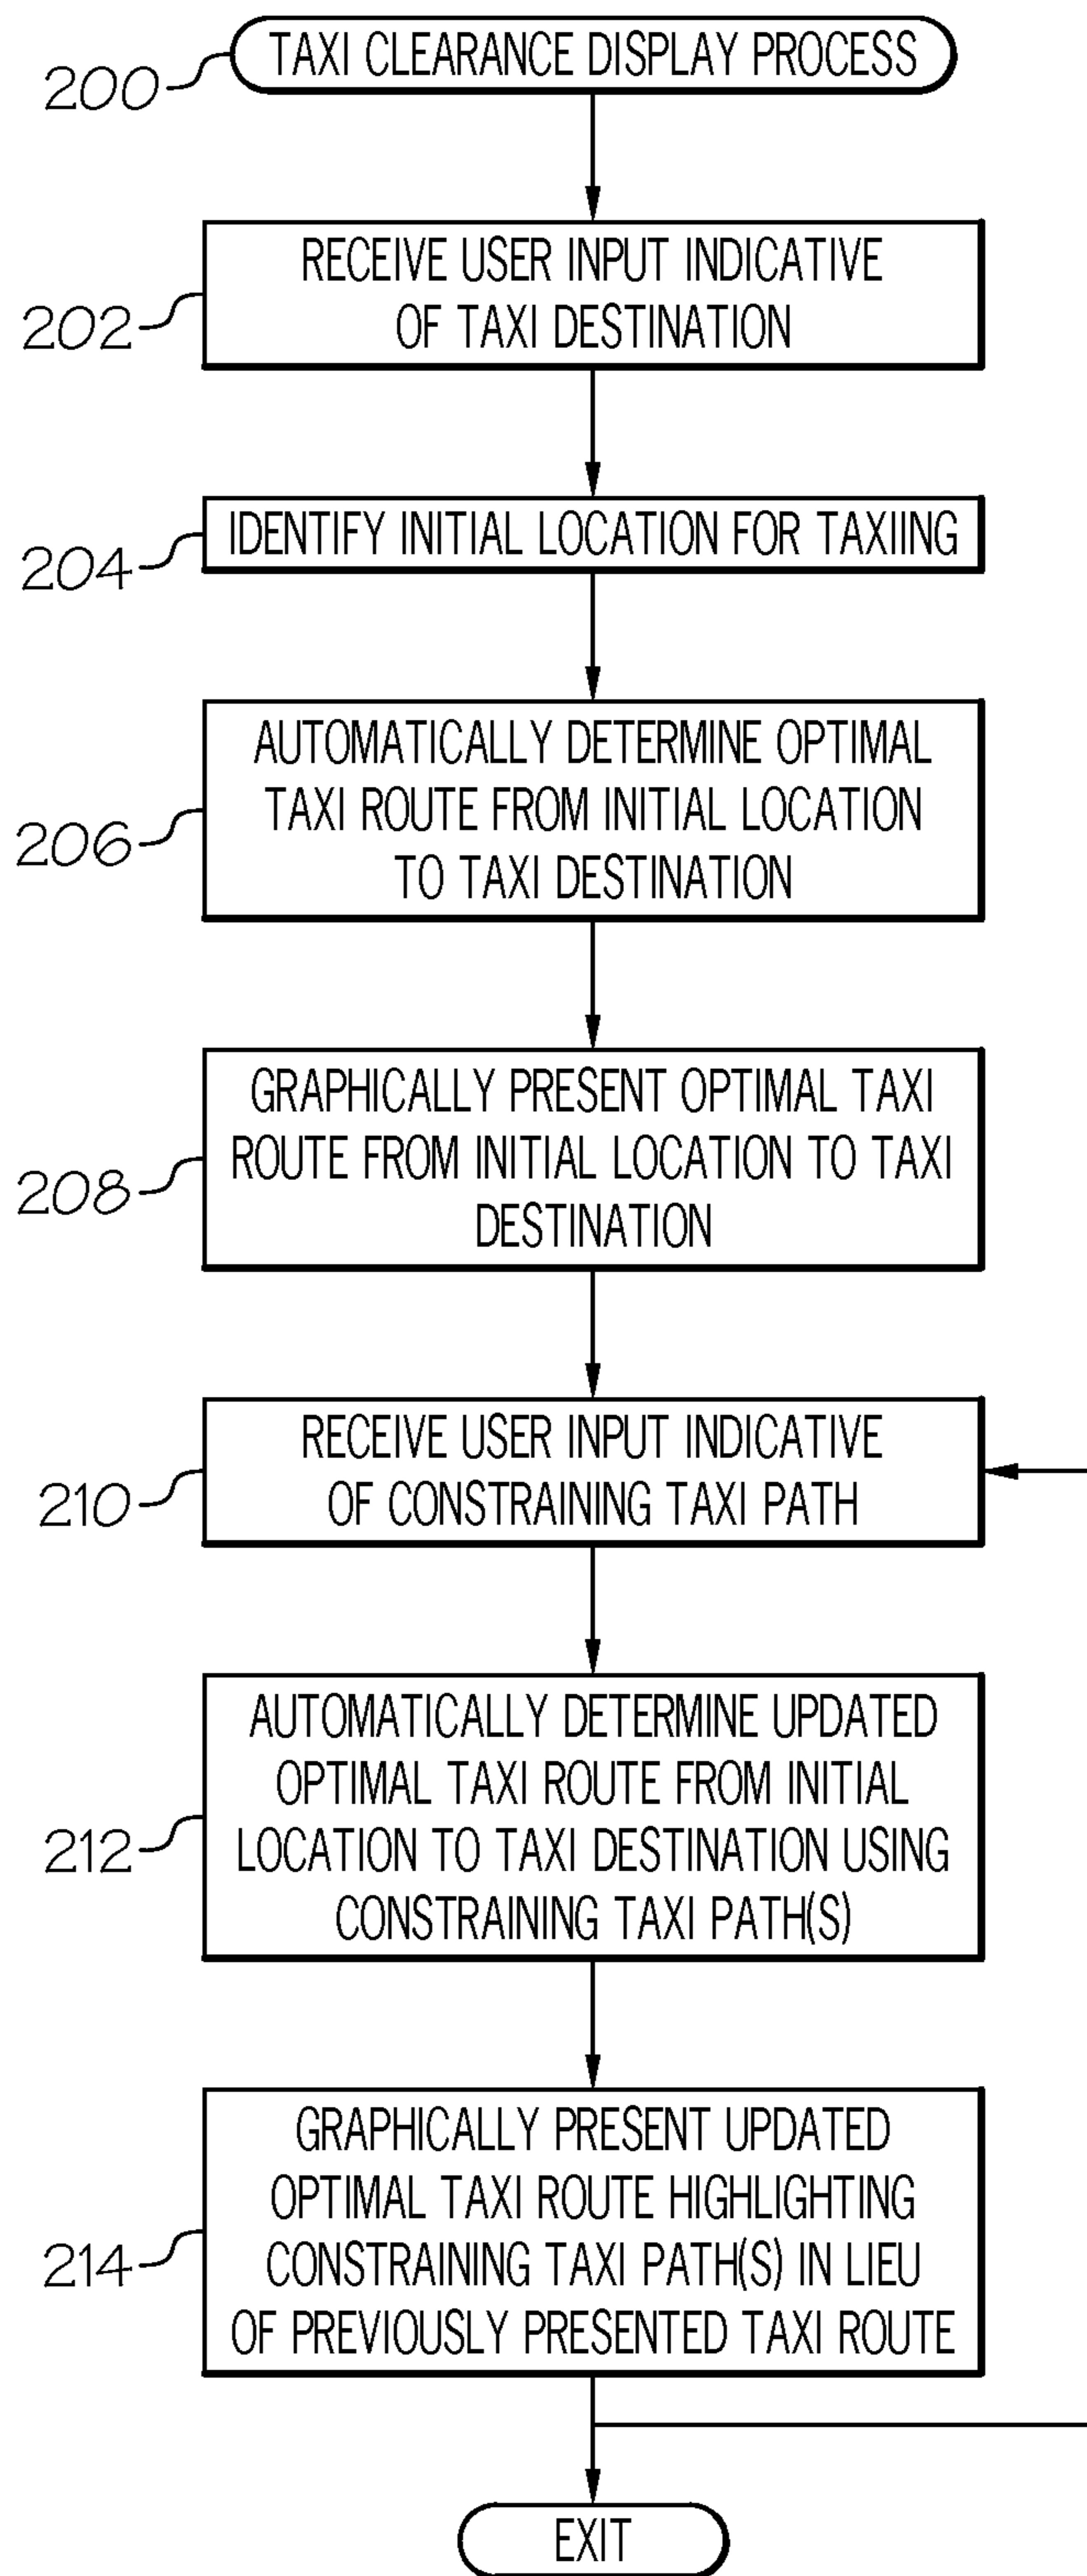 TAXI CLEARANCE DISPLAY PROCESS
200
RECEIVE USER INPUT INDICATIVE
OF TAXI DESTINATION
202
IDENTIFY INITIAL LOCATION FOR TAXIING
204
AUTOMATICALLY DETERMINE OPTIMAL
TAXI ROUTE FROM INITIAL LOCATION
TO TAXI DESTINATION
206
GRAPHICALLY PRESENT OPTIMAL TAXI
ROUTE FROM INITIAL LOCATION TO TAXI
DESTINATION
208
RECEIVE USER INPUT INDICATIVE
OF CONSTRAINING TAXI PATH
210
AUTOMATICALLY DETERMINE UPDATED
OPTIMAL TAXI ROUTE FROM INITIAL
LOCATION TO TAXI DESTINATION USING
CONSTRAINING TAXI PATH(S)
212
GRAPHICALLY PRESENT UPDATED
OPTIMAL TAXI ROUTE HIGHLIGHTING
CONSTRAINING TAXI PATH(S) IN LIEU
OF PREVIOUSLY PRESENTED TAXI ROUTE
214
EXIT